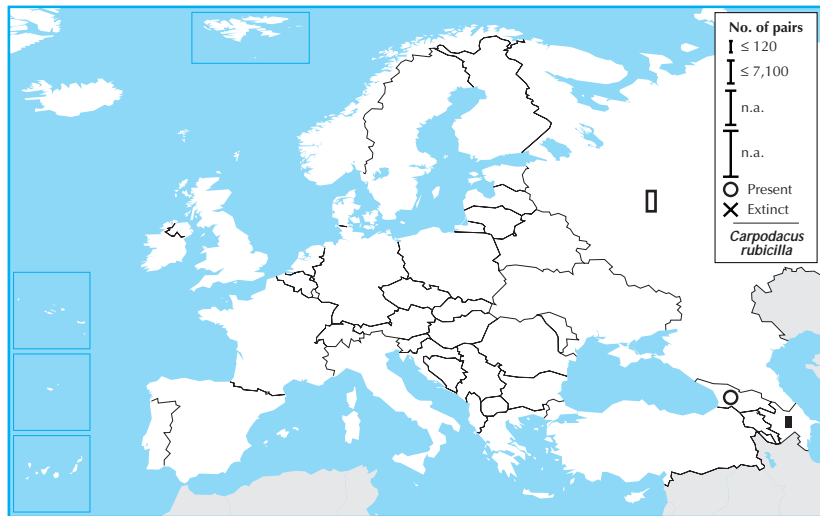 No. of pairs
≤ 120
≤ 7,100
n.a.
n.a.
Present
Extinct
Carpodacus
rubicilla